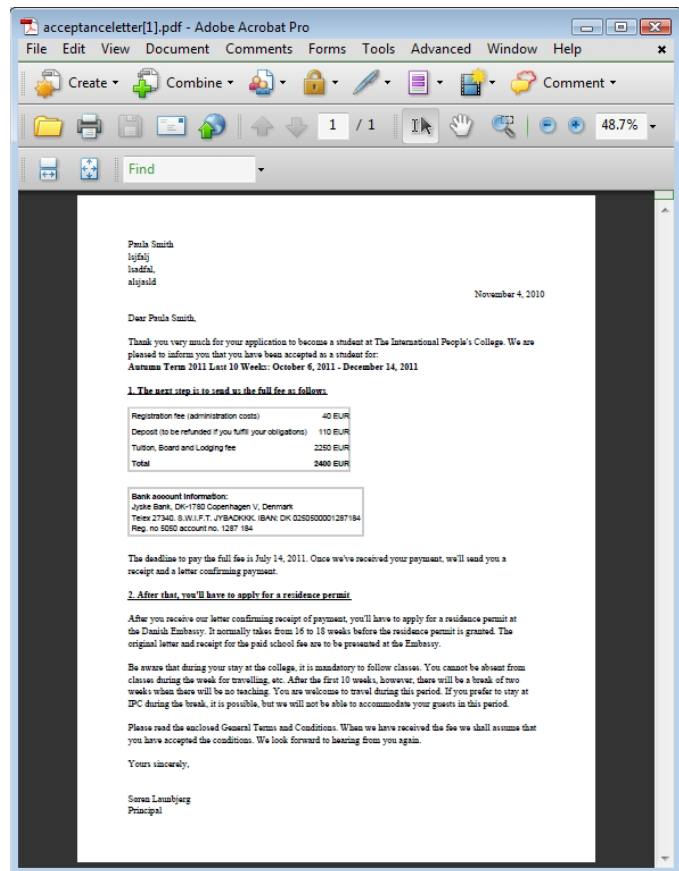 acceptanceletter[1].pdf - Adobe Acrobat Pro
File Edit View Document Comments Forms Tools Advanced Window Help
Create Combine Comment
1 / 1 48.7%
Find
Paula Smith
lsjfalj
lsadfal,
alsjasld
November 4, 2010
Dear Paula Smith,
Thank you very much for your application to become a student at The International People's College. We are
pleased to inform you that you have been accepted as a student for:
Autumn Term 2011 Last 10 Weeks: October 6, 2011 - December 14, 2011
1. The next step is to send us the full fee as follows
Registration fee (administration costs) 40 EUR
Deposit (to be refunded if you fulfill your obligations) 110 EUR
Tuition, Board and Lodging fee 2250 EUR
Total 2400 EUR
Bank account information:
Jyske Bank, DK-1780 Copenhagen V, Denmark
Telex 27340. S.W.I.F.T. JYBADKKK. IBAN: DK 0250500001287184
Reg. no 5050 account no. 1287 184
The deadline to pay the full fee is July 14, 2011. Once we've received your payment, we'll send you a
receipt and a letter confirming payment.
2. After that, you'll have to apply for a residence permit
After you receive our letter confirming receipt of payment, you'll have to apply for a residence permit at
the Danish Embassy. It normally takes from 16 to 18 weeks before the residence permit is granted. The
original letter and receipt for the paid school fee are to be presented at the Embassy.
Be aware that during your stay at the college, it is mandatory to follow classes. You cannot be absent from
classes during the week for travelling, etc. After the first 10 weeks, however, there will be a break of two
weeks when there will be no teaching. You are welcome to travel during this period. If you prefer to stay at
IPC during the break, it is possible, but we will not be able to accommodate your guests in this period.
Please read the enclosed General Terms and Conditions. When we have received the fee we shall assume that
you have accepted the conditions. We look forward to hearing from you again.
Yours sincerely,
Søren Launbjerg
Principal